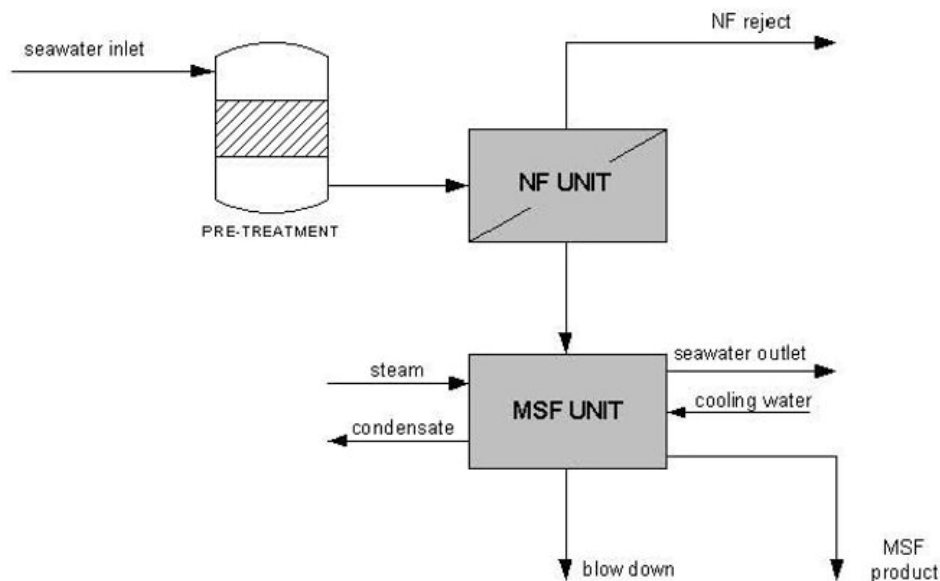 NF reject
seawater inlet
NF UNIT
PRE-TREATMENT
seawater outlet
steam
MSF UNIT
cooling water
condensate
MSF
product
blow down